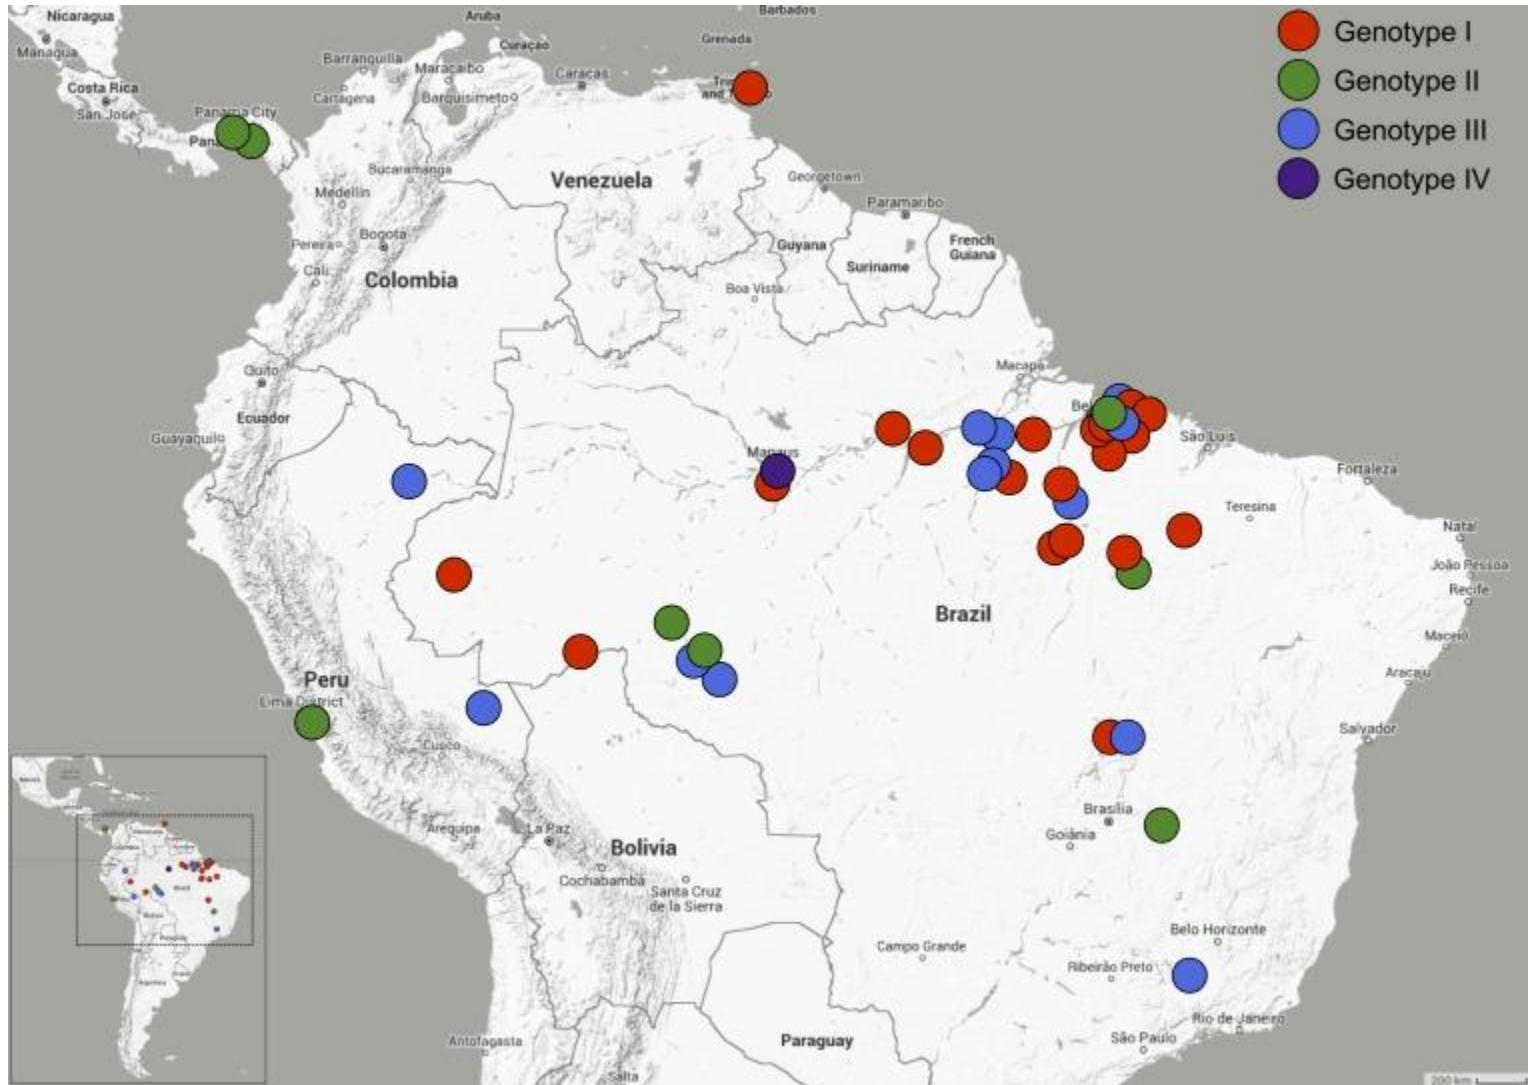 Nicaragua
Managua
Costa Rica
San José
Panama City
Aruba
Curaçao
Barbados
Grenada
Barranquilla
Maracaibo
Caracas
Cartagena
Barquisimeto
Bucaramanga
Medellín
Venezuela
Georgetown
Paramaribo
Pereira
Bogota
Cali
Colombia
Guyana
Suriname
French
Guiana
Boa Vista
Quito
Ecuador
Guayaquil
Macapá
Manaus
São Luís
Fortaleza
Teresina
Natal
João Pessoa
Recife
Maceió
Aracaju
Salvador
Brazil
Peru
Lima District
Cusco
Arequipa
La Paz
Bolivia
Cochabamba
Santa Cruz
de la Sierra
Brasília
Goiânia
Belo Horizonte
Campo Grande
Ribeirão Preto
Rio de Janeiro
São Paulo
Antofagasta
Paraguay
Salta
200 km
Genotype I
Genotype II
Genotype III
Genotype IV